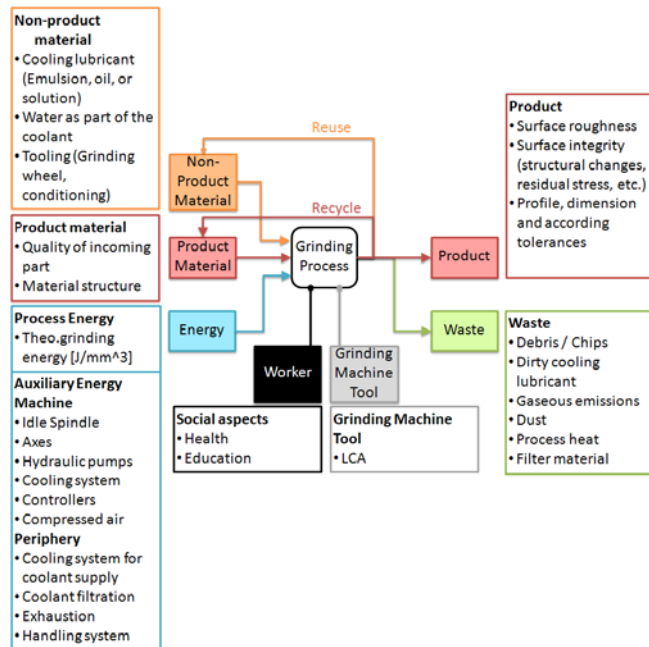 Non-product
material
• Cooling lubricant
(Emulsion, oil, or
solution)
• Water as part of the
coolant
• Tooling (Grinding
wheel,
conditioning)
Product material
• Quality of incoming
part
• Material structure
Process Energy
• Theo.grinding
energy [J/mm^3]
Auxiliary Energy
Machine
• Idle Spindle
• Axes
• Hydraulic pumps
• Cooling system
• Controllers
• Compressed air
Periphery
• Cooling system for
coolant supply
• Coolant filtration
• Exhaustion
• Handling system
Reuse
Non-
Product
Material
Recycle
Product
Material
Grinding
Process
Product
Energy
Waste
Worker
Grinding
Machine
Tool
Social aspects
• Health
• Education
Grinding Machine
Tool
• LCA
Product
• Surface roughness
• Surface integrity
(structural changes,
residual stress, etc.)
• Profile, dimension
and according
tolerances
Waste
• Debris / Chips
• Dirty cooling
lubricant
• Gaseous emissions
• Dust
• Process heat
• Filter material